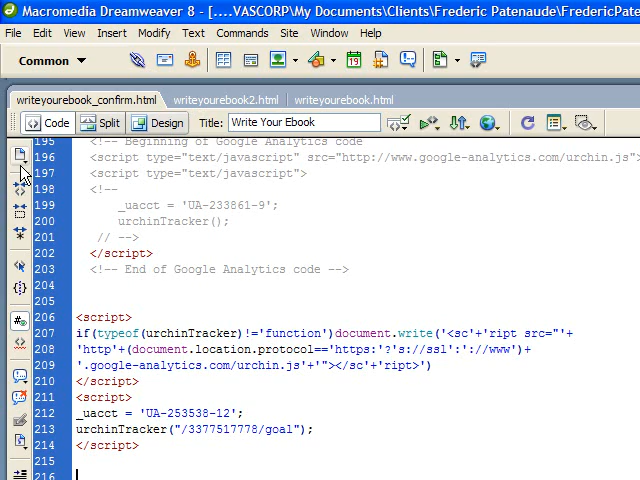 Macromedia Dreamweaver 8 - [....VASCORP\My Documents\Clients\Frederic Patenaude\FredericPate
File Edit View Insert Modify Text Commands Site Window Help
Common
writeyourebook_confirm.html writeyourebook2.html writeyourebook.html
Code Split Design Title: Write Your Ebook
195 <!-- Beginning of Google Analytics code
196 <script type="text/javascript" src="http://www.google-analytics.com/urchin.js">
197 <script type="text/javascript">
198 <!--
199 _uacct = 'UA-233861-9';
200 urchinTracker();
201 // -->
202 </script>
203 <!-- End of Google Analytics code -->
204
205
206 <script>
207 if(typeof(urchinTracker)!='function')document.write('<sc'+'ript src="'+
208 'http'+(document.location.protocol=='https:'?'s://ssl':'://www')+
209 '.google-analytics.com/urchin.js'+'"></sc'+'ript>')
210 </script>
211 <script>
212 _uacct = 'UA-253538-12';
213 urchinTracker("/3377517778/goal");
214 </script>
215
216